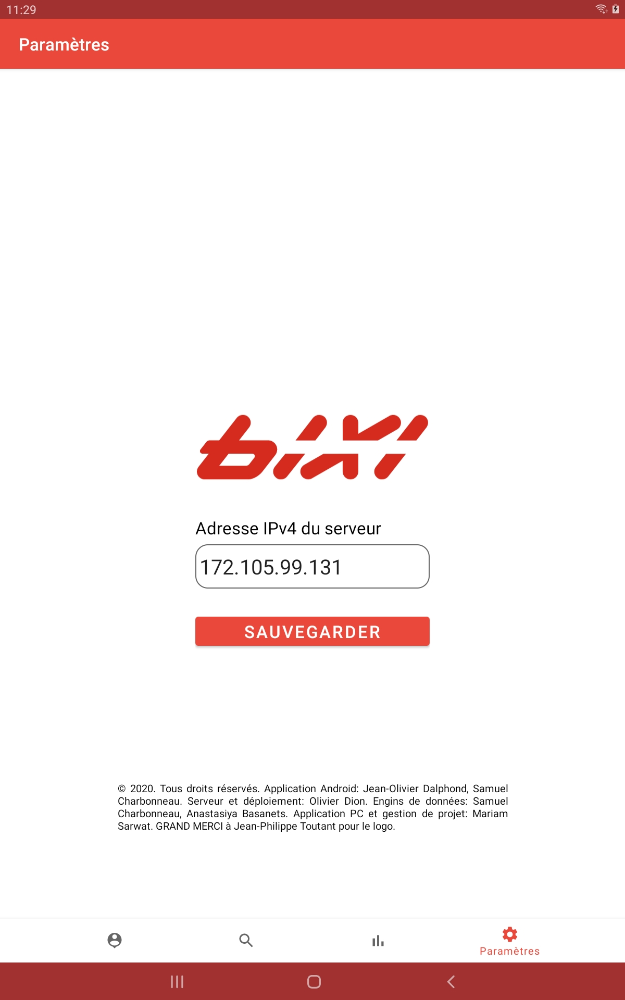 11:29
Paramètres
bixi
Adresse IPv4 du serveur
172.105.99.131
SAUVEGARDER
© 2020. Tous droits réservés. Application Android: Jean-Olivier Dalphond, Samuel
Charbonneau. Serveur et déploiement: Olivier Dion. Engins de données: Samuel
Charbonneau, Anastasiya Basanets. Application PC et gestion de projet: Mariam
Sarwat. GRAND MERCI à Jean-Philippe Toutant pour le logo.
Paramètres